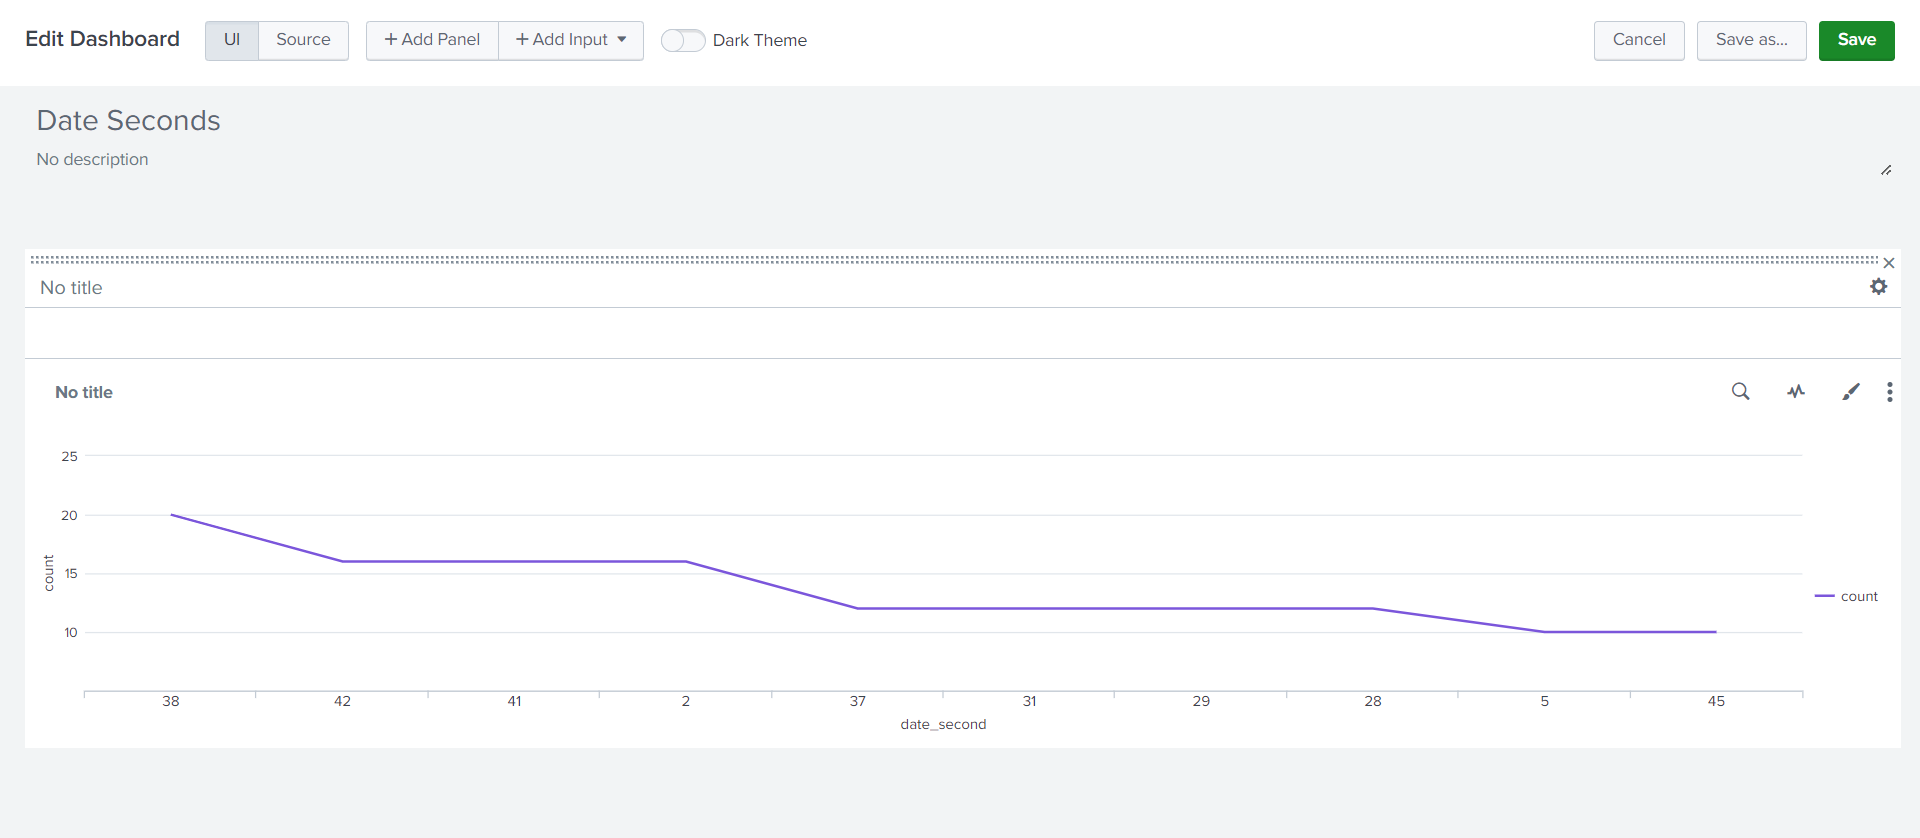 Edit Dashboard UI Source + Add Panel + Add Input Dark Theme Cancel Save as... Save
Date Seconds
No description
No title
No title
25
20
15
10
count
38 42 41 2 37 31 29 28 5 45
date_second
count